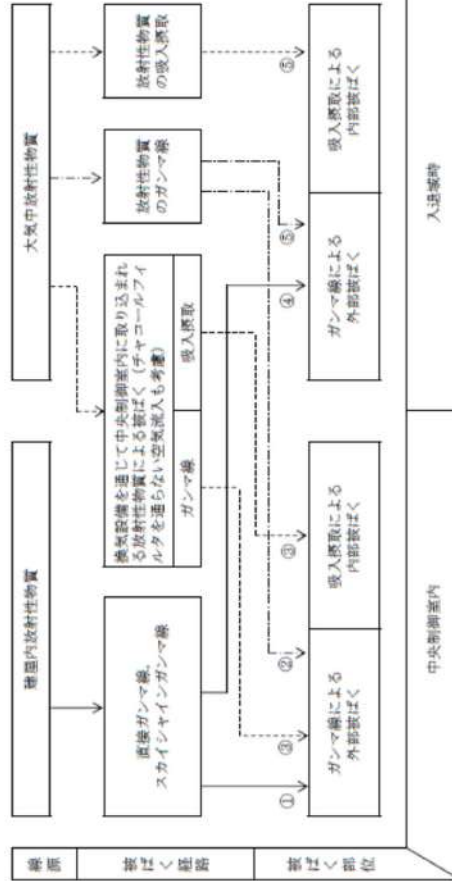 線源
建屋内放射性物質
大気中放射性物質
被ばく経路
直接ガンマ線,
スカイシャインガンマ線
換気設備を通じて中央制御室内に取り込まれ
る放射性物質による被ばく（チャコールフィ
ルタを通らない空気流入も考慮）
ガンマ線
吸入摂取
放射性物質
のガンマ線
放射性物質
の吸入摂取
①
③
②
③
④
⑤
⑤
被ばく部位
ガンマ線による
外部被ばく
吸入摂取による
内部被ばく
ガンマ線による
外部被ばく
吸入摂取による
内部被ばく
中央制御室内
入退域時